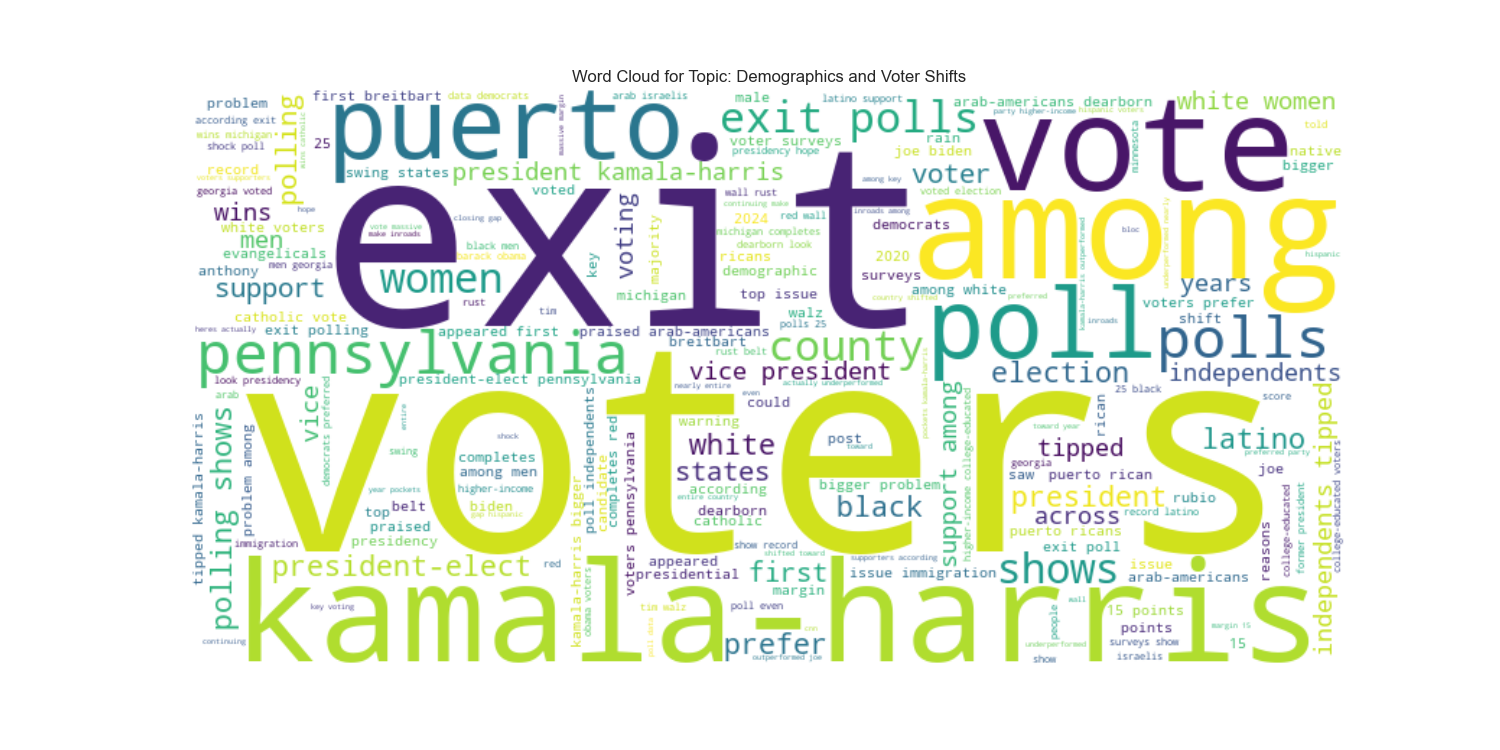 Word Cloud for Topic: Demographics and Voter Shifts
problem
first breitbart
data democrats
arab israelis
male
latino support
arab-americans dearborn
party higher-income
hispanic voters
white women
according exit
wins michigan
shock poll
polling
25
puerto
massive margin
exit polls
vote
told
native
bigger
rain
minnesota
voter surveys
presidency hope
joe biden
record
voters supporters
georgia voted
swing states
president kamala-harris
voted
among key
voter
voted election
wins
hope
closing gap
exit
wall rust
continuing make
2024
red wall
inroads among
among
white voters
men
vote massive
make inroads
voting
majority
michigan completes
dearborn look
democrats
bloc
underperformed nearly
hispanic
evangelicals
men georgia
black men
barack obama
key
ricans
2020
anthony
women
demographic
surveys
support
rust
michigan
top issue
country shifted
among white
preferred
kamala-harris outperformed
inroads
years
voters prefer
catholic vote
tim
walz
polls 25
poll
shift
heres actually
exit polling
appeared first
praised arab-americans
breitbart
polls
pennsylvania
rust belt
county
election
independents
look presidency
president-elect pennsylvania
nearly entire
vice president
actually underperformed
pockets kamala-harris
25 black
score
arab
vice
entire
democrats preferred
even
could
voters
toward year
rican
polling shows
tipped kamala-harris
problem among
swing
shock
warning
white
post
toward
support among
higher-income college-educated
tipped
latino
preferred party
independents tipped
completes
among men
poll independents
completes red
states
georgia
saw
puerto rican
joe
year pockets
higher-income
candidate
voters pennsylvania
according
bigger problem
entire country
president
rubio
top
belt
biden
gap hispanic
kamala-harris bigger
dearborn
catholic
black
across
record latino
praised
puerto ricans
reasons
college-educated
former president
college-educated voters
immigration
presidency
show record
shifted toward
supporters according
exit poll
red
appeared
issue
president-elect
presidential
first
issue immigration
shows
arab-americans
margin
wall
kamala-harris
key voting
obama voters
tim walz
poll even
people
15 points
margin 15
points
poll data
cnn
prefer
continuing
outperformed joe
underperformed
surveys show
15
show
israelis